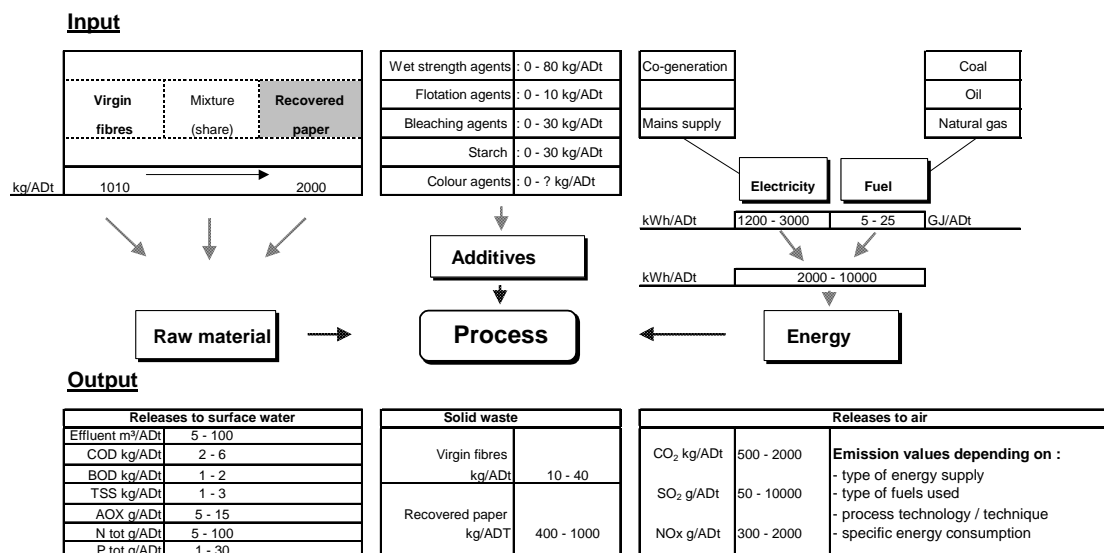 Input
Virgin fibres
Mixture (share)
Recovered paper
kg/ADt 1010 2000
Wet strength agents : 0 - 80 kg/ADt
Flotation agents : 0 - 10 kg/ADt
Bleaching agents : 0 - 30 kg/ADt
Starch : 0 - 30 kg/ADt
Colour agents : 0 - ? kg/ADt
Co-generation
Mains supply
Coal
Oil
Natural gas
Electricity
Fuel
kWh/ADt 1200 - 3000 5 - 25 GJ/ADt
kWh/ADt 2000 - 10000
Additives
Raw material
Process
Energy
Output
Releases to surface water
Effluent m³/ADt 5 - 100
COD kg/ADt 2 - 6
BOD kg/ADt 1 - 2
TSS kg/ADt 1 - 3
AOX g/ADt 5 - 15
N tot g/ADt 5 - 100
P tot g/ADt 1 - 30
Solid waste
Virgin fibres
kg/ADt 10 - 40
Recovered paper
kg/ADT 400 - 1000
Releases to air
CO₂ kg/ADt 500 - 2000
SO₂ g/ADt 50 - 10000
NOx g/ADt 300 - 2000
Emission values depending on :
- type of energy supply
- type of fuels used
- process technology / technique
- specific energy consumption